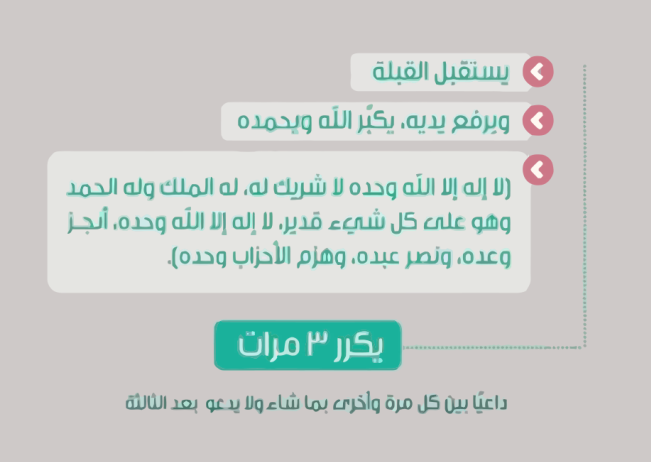 يستقبل القبلة
ويرفع يديه، يكبّر الله ويحمده
(لا إله إلا الله وحده لا شريك له، له الملك وله الحمد
وهو على كل شيء قدير، لا إله إلا الله وحده، أنجز
وعده، ونصر عبده، وهزم الأحزاب وحده).
يكرر ٣ مرات
داعيًا بين كل مرة وأخرى بما شاء ولا يدعو بعد الثالثة